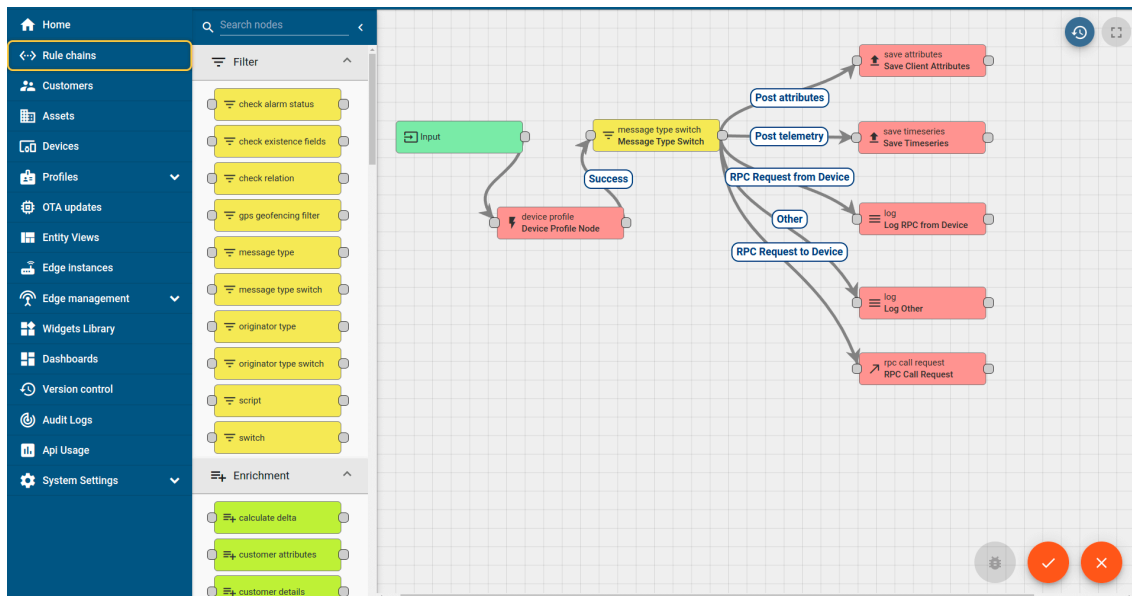 Home
Rule chains
Customers
Assets
Devices
Profiles
OTA updates
Entity Views
Edge instances
Edge management
Widgets Library
Dashboards
Version control
Audit Logs
Api Usage
System Settings
Search nodes
Filter
check alarm status
check existence fields
check relation
gps geofencing filter
message type
message type switch
originator type
originator type switch
script
switch
Enrichment
calculate delta
customer attributes
customer details
Input
device profile
Device Profile Node
Success
message type switch
Message Type Switch
Post attributes
Post telemetry
RPC Request from Device
Other
RPC Request to Device
save attributes
Save Client Attributes
save timeseries
Save Timeseries
log
Log RPC from Device
log
Log Other
rpc call request
RPC Call Request